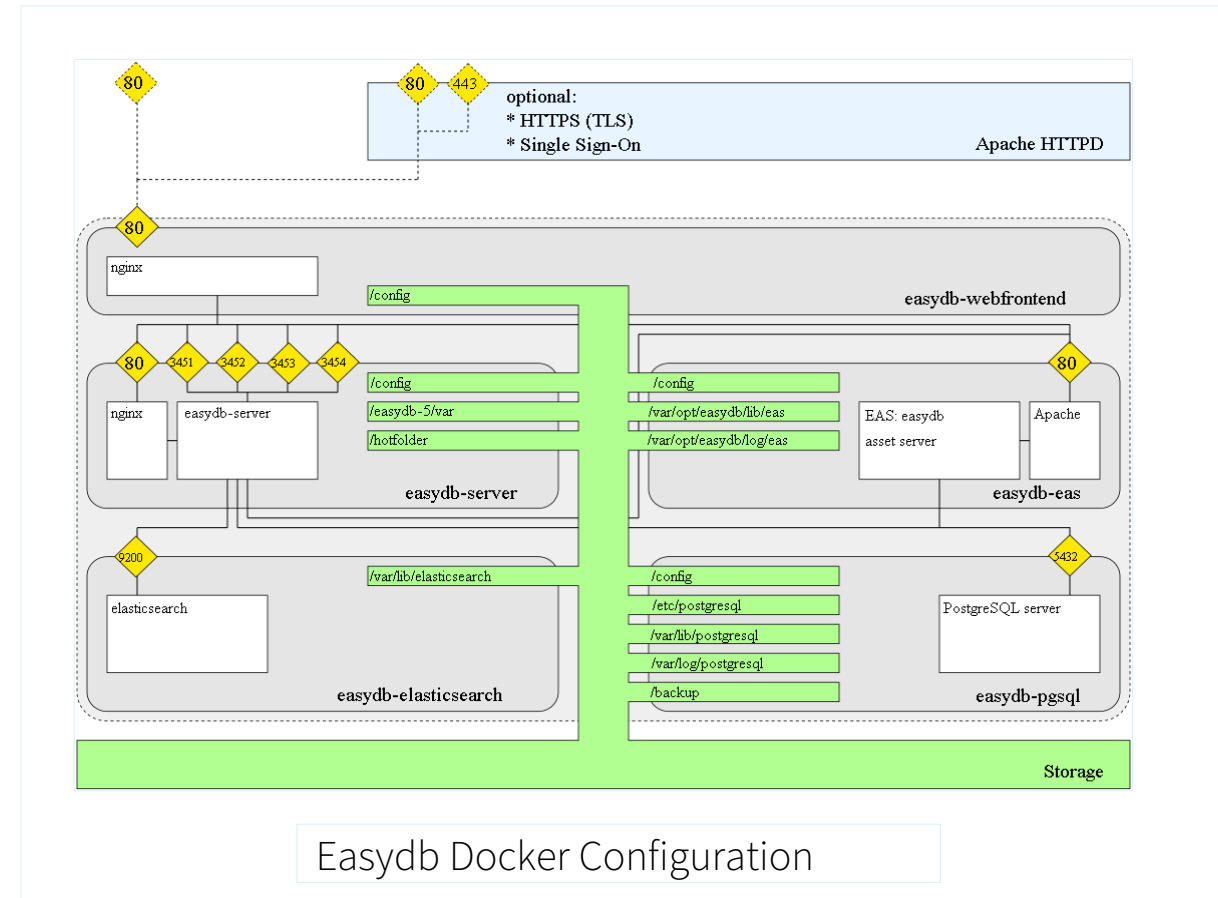 80
80
443
optional:
* HTTPS (TLS)
* Single Sign-On
Apache HTTPD
80
nginx
/config
easydb-webfrontend
80
3451
3452
3453
3454
80
/config
/config
nginx
easydb-server
/easydb-5/var
/var/opt/easydb/lib/eas
EAS: easydb
asset server
Apache
/hotfolder
/var/opt/easydb/log/eas
easydb-server
easydb-eas
9200
5432
/var/lib/elasticsearch
/config
elasticsearch
/etc/postgresql
PostgreSQL server
/var/lib/postgresql
/var/log/postgresql
/backup
easydb-elasticsearch
easydb-pgsql
Storage
Easydb Docker Configuration